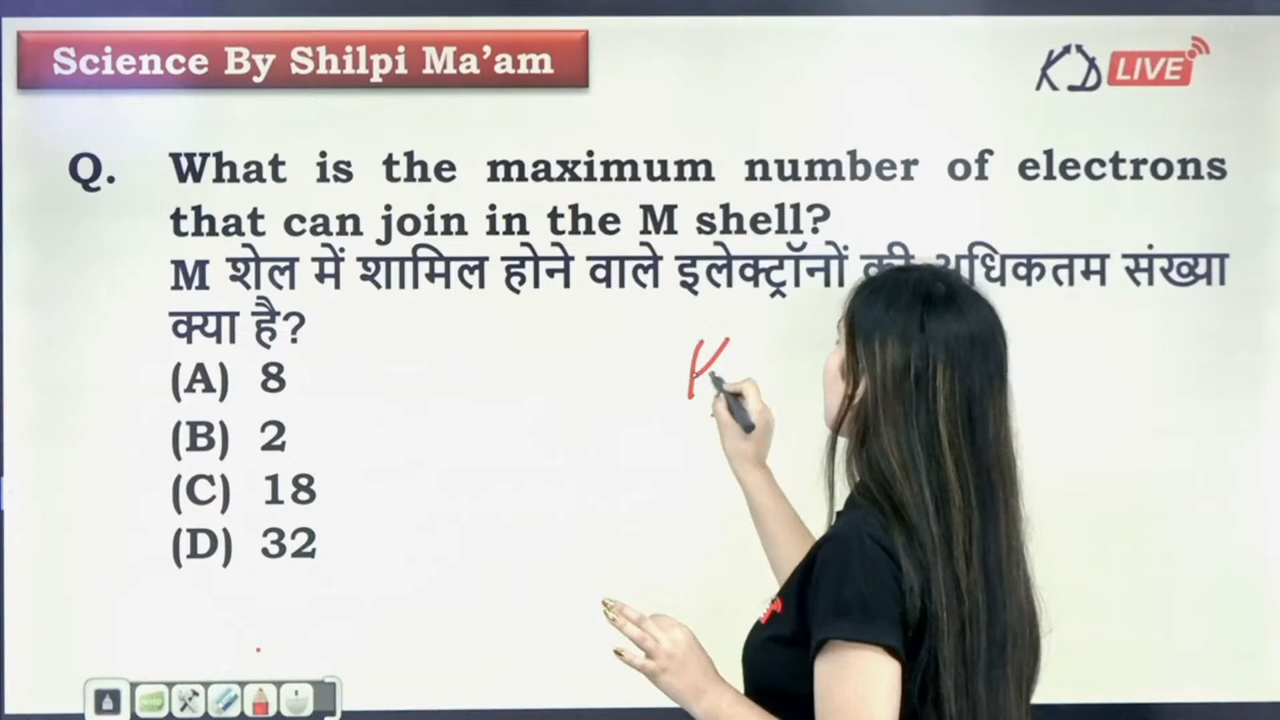 Science By Shilpi Ma’am
KD LIVE
Q. What is the maximum number of electrons
that can join in the M shell?
M शेल में शामिल होने वाले इलेक्ट्रॉनों की अधिकतम संख्या
क्या है?
(A) 8
(B) 2
(C) 18
(D) 32
K